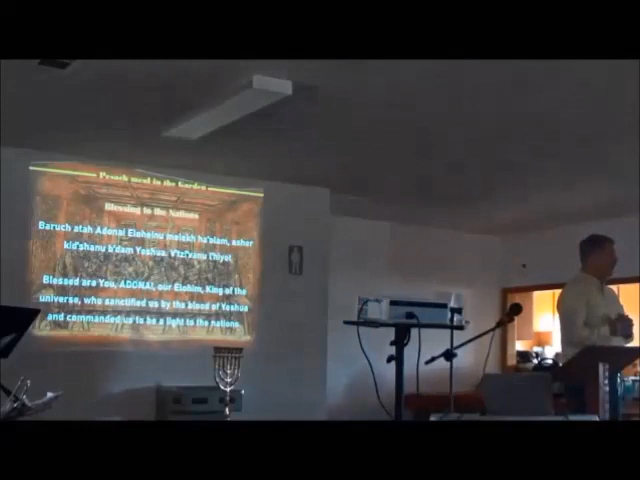 Pesach meal in the Garden
Blessing to the Nations
Baruch atah Adonai Eloheinu melekh ha'olam, asher
kid'shanu b'dam Yeshua. V'tzi'vanu l'hiyot
Blessed are You, ADONAI, our Elohim, King of the
universe, who sanctified us by the blood of Yeshua
and commanded us to be a light to the nations